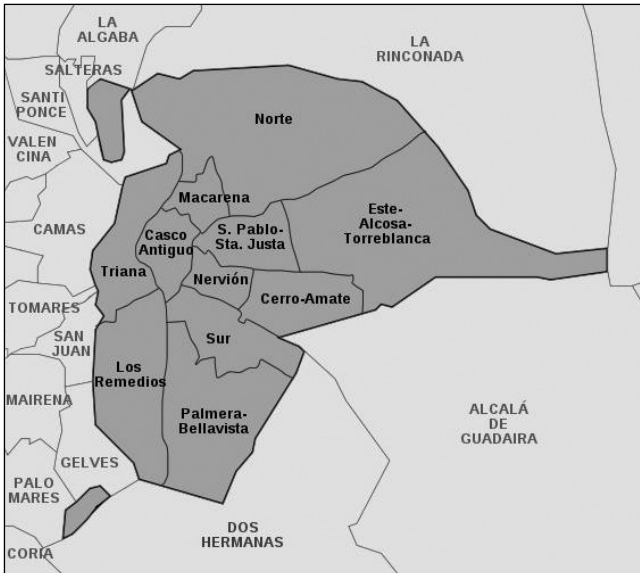 LA
ALGABA
LA
RINCONADA
SALTERAS
SANTI
PONCE
Norte
VALEN
CINA
Macarena
Este-
Alcosa-
Torreblanca
CAMAS
Casco
Antiguo
S. Pablo-
Sta. Justa
Triana
Nervión
Cerro-Amate
TOMARES
SAN
JUAN
Sur
Los
Remedios
MAIRENA
Palmera-
Bellavista
ALCALÁ
DE
GUADAIRA
GELVES
PALO
MARES
DOS
HERMANAS
CORIA